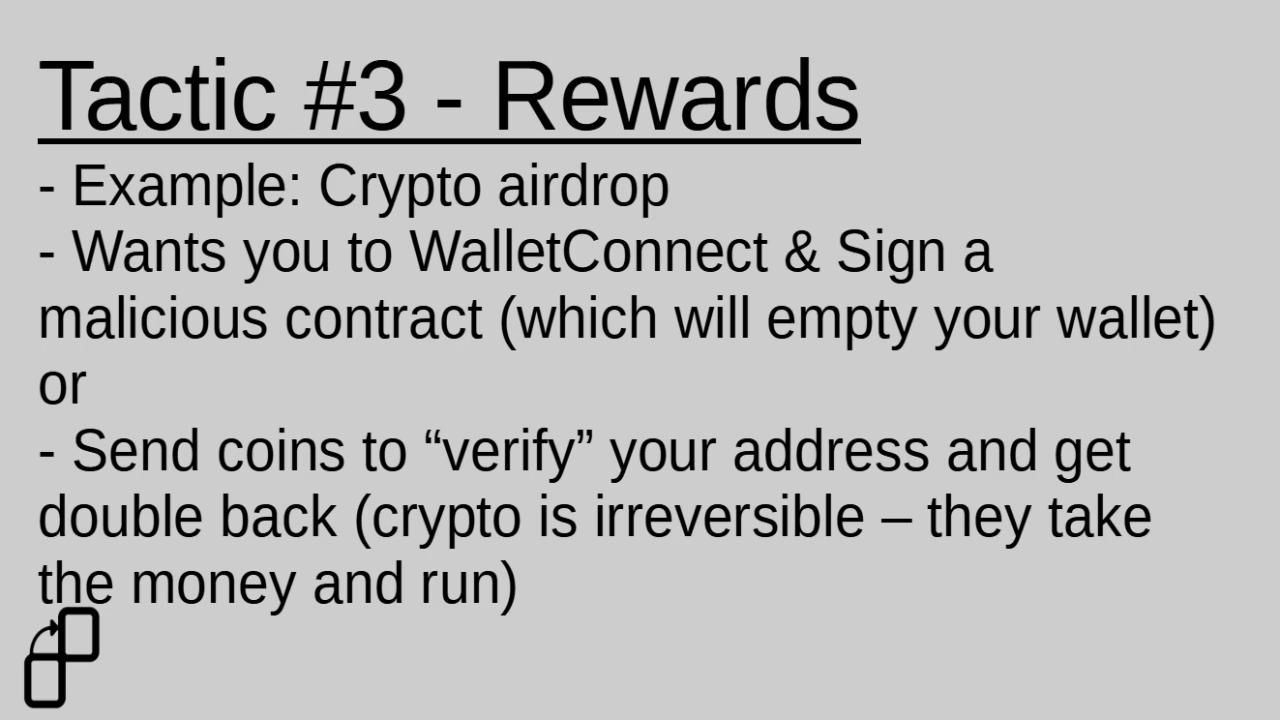 Tactic #3 - Rewards
- Example: Crypto airdrop
- Wants you to WalletConnect & Sign a
malicious contract (which will empty your wallet)
or
- Send coins to “verify” your address and get
double back (crypto is irreversible – they take
the money and run)